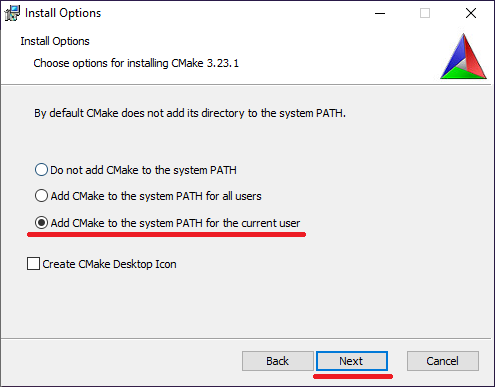 Install Options
Install Options
Choose options for installing CMake 3.23.1
By default CMake does not add its directory to the system PATH.
Do not add CMake to the system PATH
Add CMake to the system PATH for all users
Add CMake to the system PATH for the current user
Create CMake Desktop Icon
Back Next Cancel